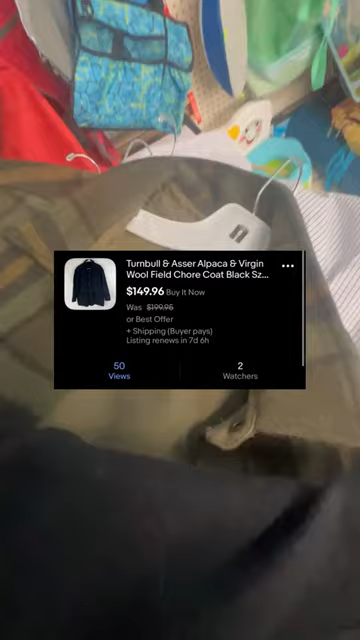 Turnbull & Asser Alpaca & Virgin
Wool Field Chore Coat Black Sz...
$149.96 Buy It Now
Was $199.95
or Best Offer
+ Shipping (Buyer pays)
Listing renews in 7d 6h
50
Views
2
Watchers